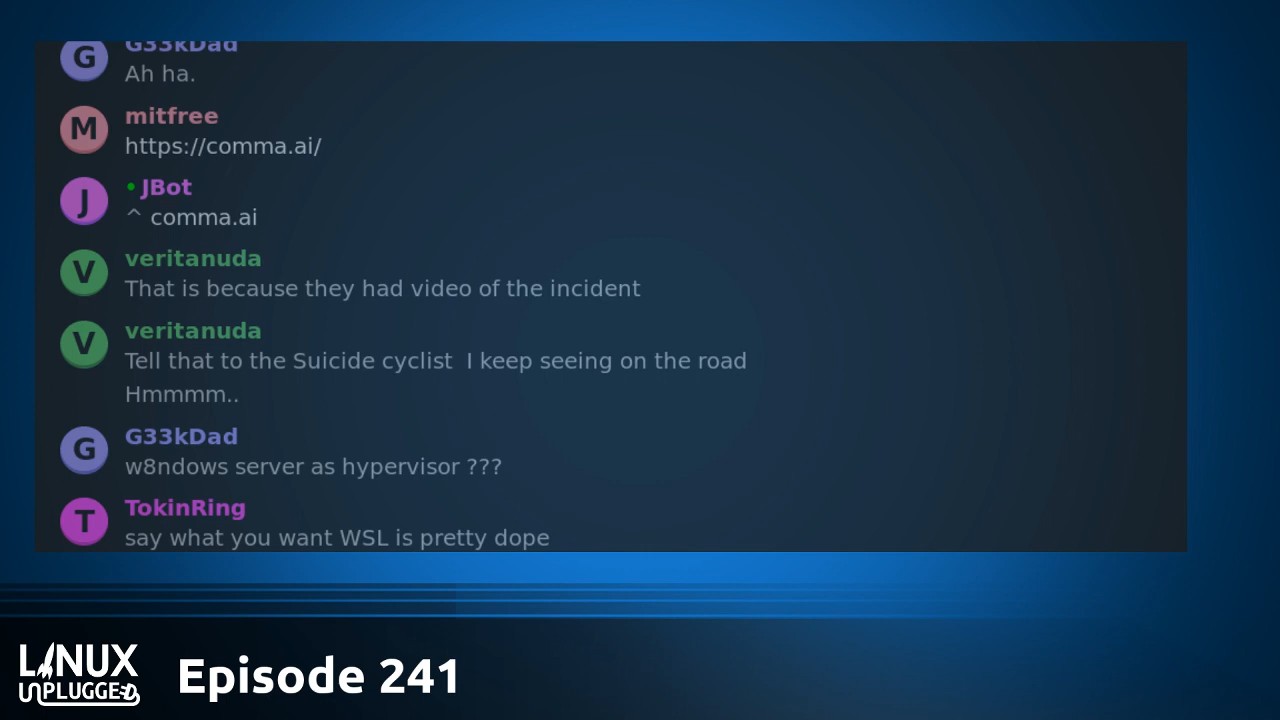 G
G33kDad
Ah ha.
M
mitfree
https://comma.ai/
J
• JBot
^ comma.ai
V
veritanuda
That is because they had video of the incident
V
veritanuda
Tell that to the Suicide cyclist  I keep seeing on the road
Hmmmm..
G
G33kDad
w8ndows server as hypervisor ???
T
TokinRing
say what you want WSL is pretty dope
LINUX
UNPLUGGED
Episode 241